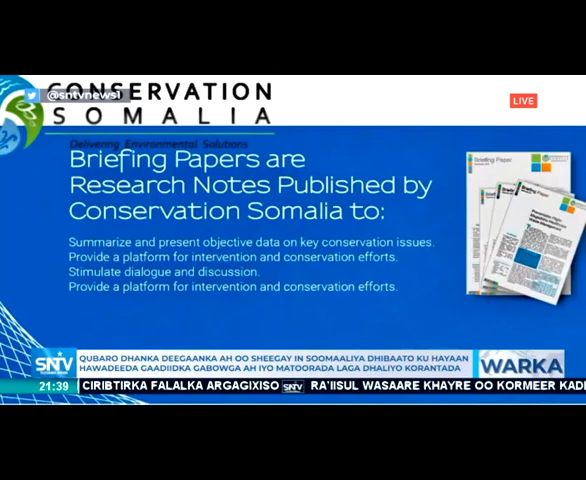 CONSERVATION
@sntvnews1
SOMALIA
LIVE
Delivering Environmental Solutions
Briefing Papers are
Research Notes Published by
Conservation Somalia to:
Summarize and present objective data on key conservation issues.
Provide a platform for intervention and conservation efforts.
Stimulate dialogue and discussion.
Provide a platform for intervention and conservation efforts.
Briefing Paper
Briefing Paper
SNTV
QUBARO DHANKA DEEGAANKA AH OO SHEEGAY IN SOOMAALIYA DHIBAATO KU HAYAAN
HAWADEEDA GAADIIDKA GABOWGA AH IYO MATOORADA LAGA DHALIYO KORANTADA
WARKA
21:39
CIRIBTIRKA FALALKA ARGAGIXISO SNTV RA'IISUL WASAARE KHAYRE OO KORMEER KADI